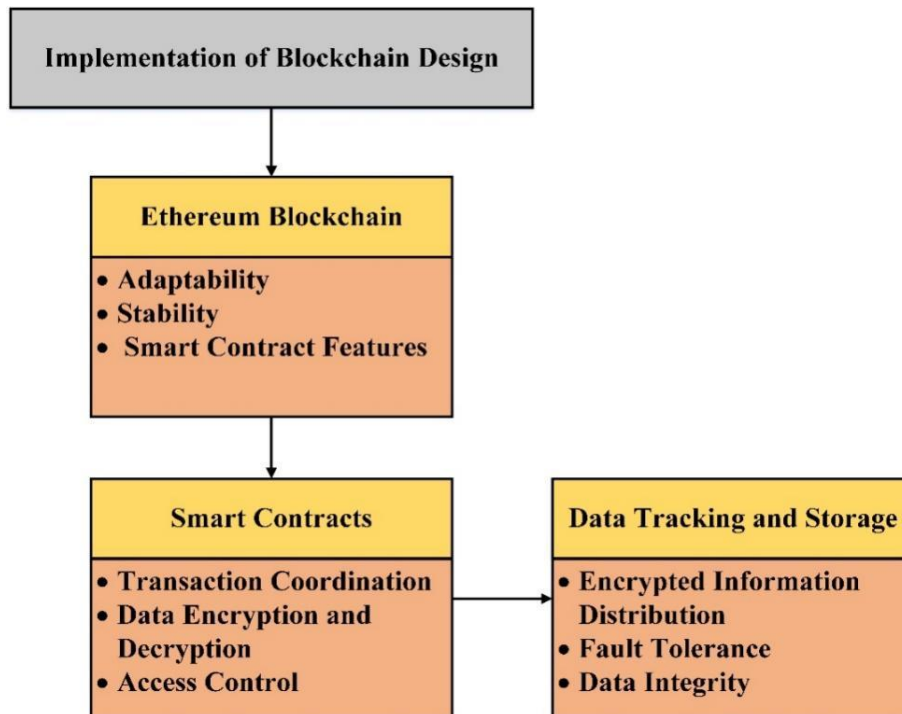 Implementation of Blockchain Design
Ethereum Blockchain
• Adaptability
• Stability
• Smart Contract Features
Smart Contracts
• Transaction Coordination
• Data Encryption and
Decryption
• Access Control
Data Tracking and Storage
• Encrypted Information
Distribution
• Fault Tolerance
• Data Integrity